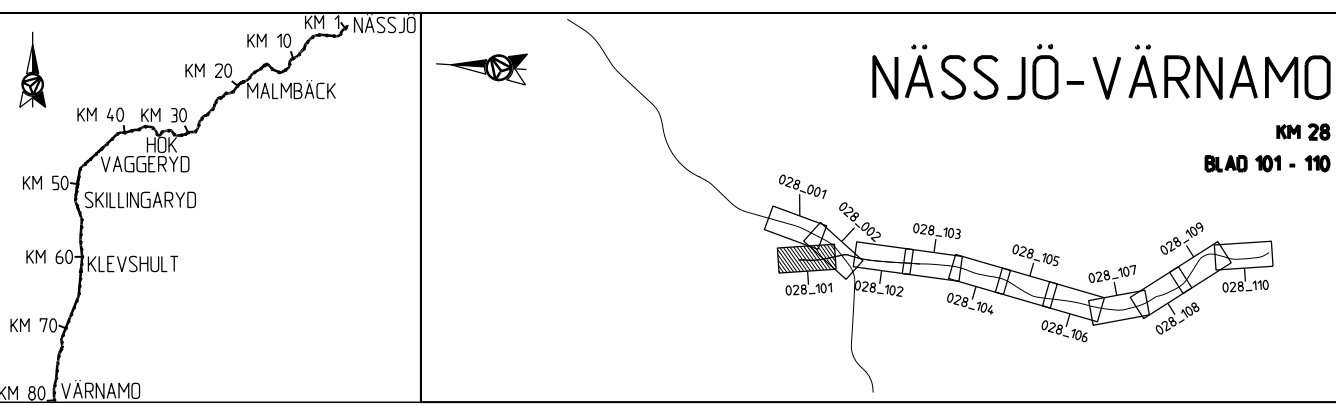 KM 1
NÄSSJÖ
KM 10
KM 20
MALMBÄCK
KM 40
KM 30
HOK
VAGGERYD
KM 50
SKILLINGARYD
KM 60
KLEVSHULT
KM 70
KM 80
VÄRNAMO
NÄSSJÖ-VÄRNAMO
KM 28
BLAD 101 - 110
028_001
028_002
028_103
028_109
028_105
028_107
028_101
028_102
028_104
028_106
028_108
028_110